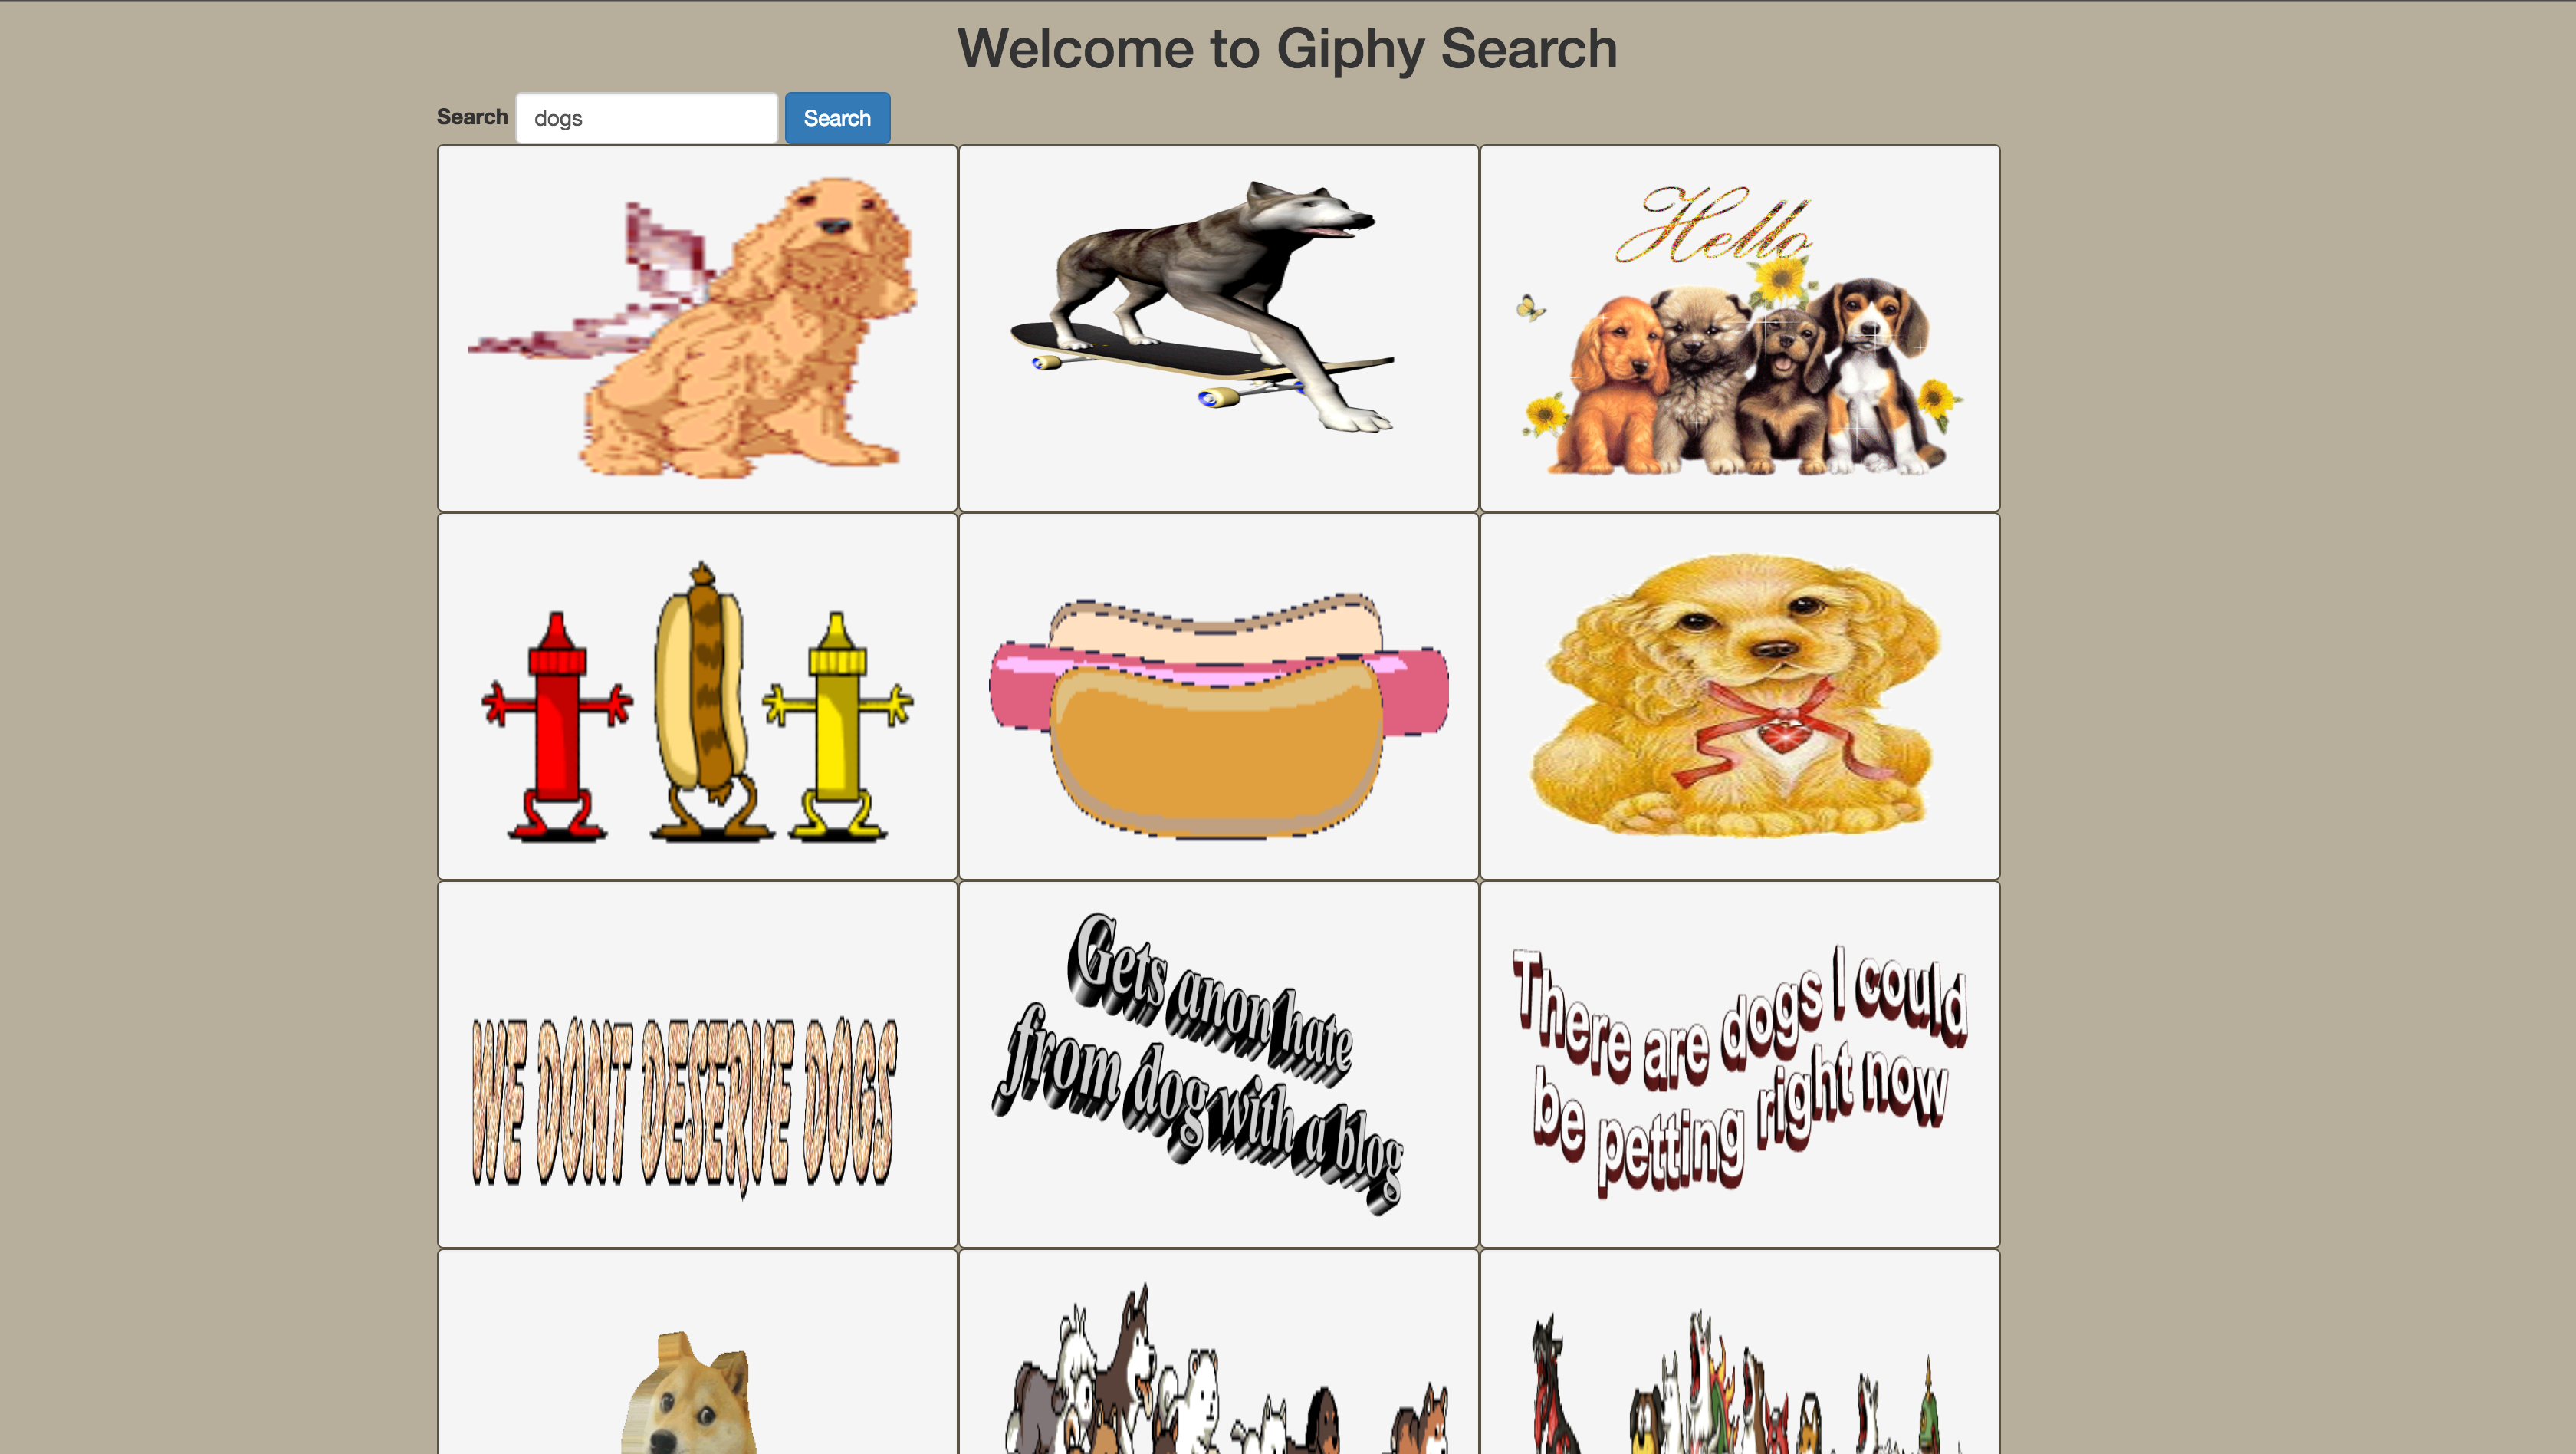 Welcome to Giphy Search
Search dogs Search
Hello
WE DONT DESERVE DOGS
Gets anon hate
from dog with a blog
There are dogs I could
be petting right now